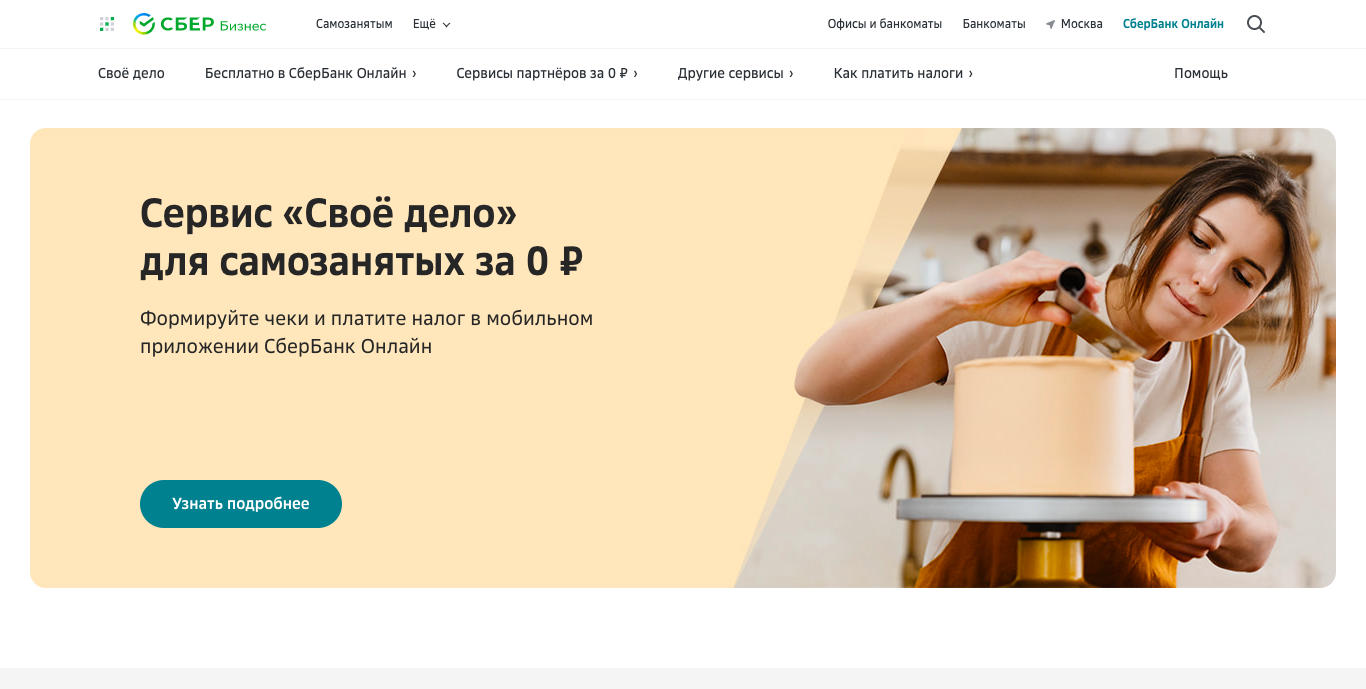 СБЕР Бизнес
Самозанятым
Ещё
Офисы и банкоматы
Банкоматы
Москва
СберБанк Онлайн
Своё дело
Бесплатно в СберБанк Онлайн ›
Сервисы партнёров за 0 ₽ ›
Другие сервисы ›
Как платить налоги ›
Помощь
Сервис «Своё дело»
для самозанятых за 0 ₽
Формируйте чеки и платите налог в мобильном
приложении СберБанк Онлайн
Узнать подробнее